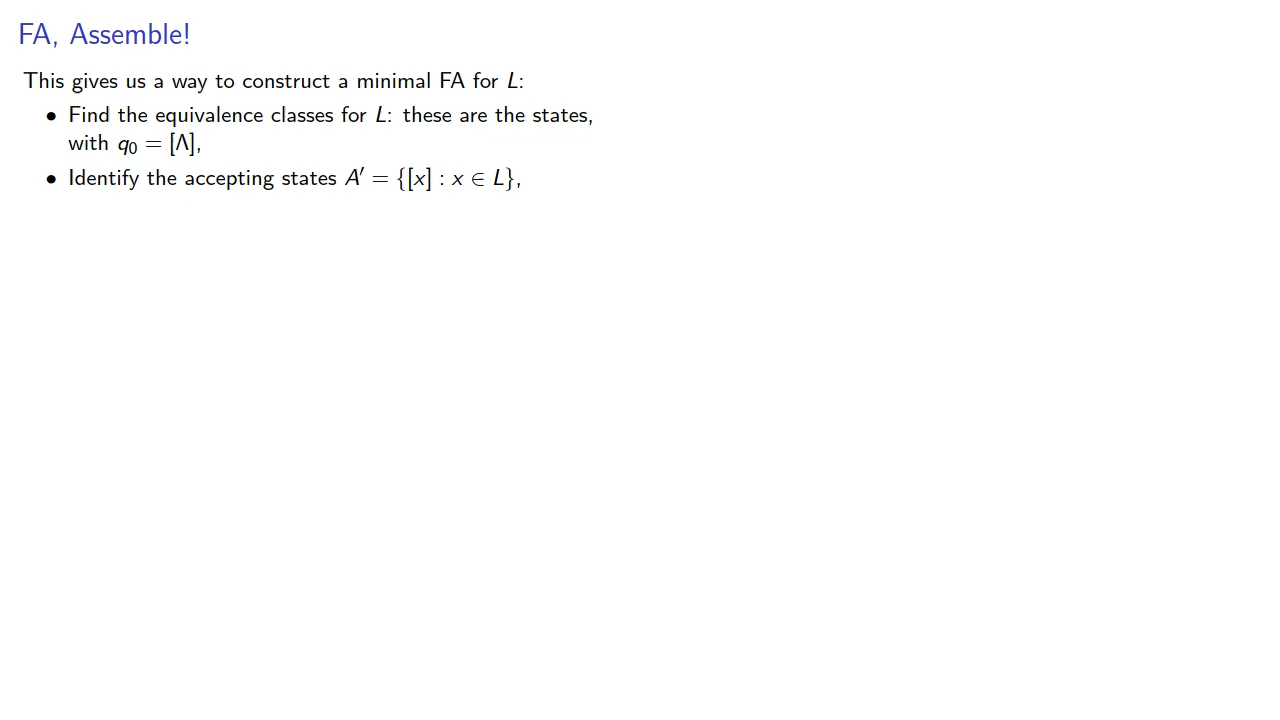 FA, Assemble!
This gives us a way to construct a minimal FA for L:
• Find the equivalence classes for L: these are the states,
with q₀ = [Λ],
• Identify the accepting states A′ = {[x] : x ∈ L},